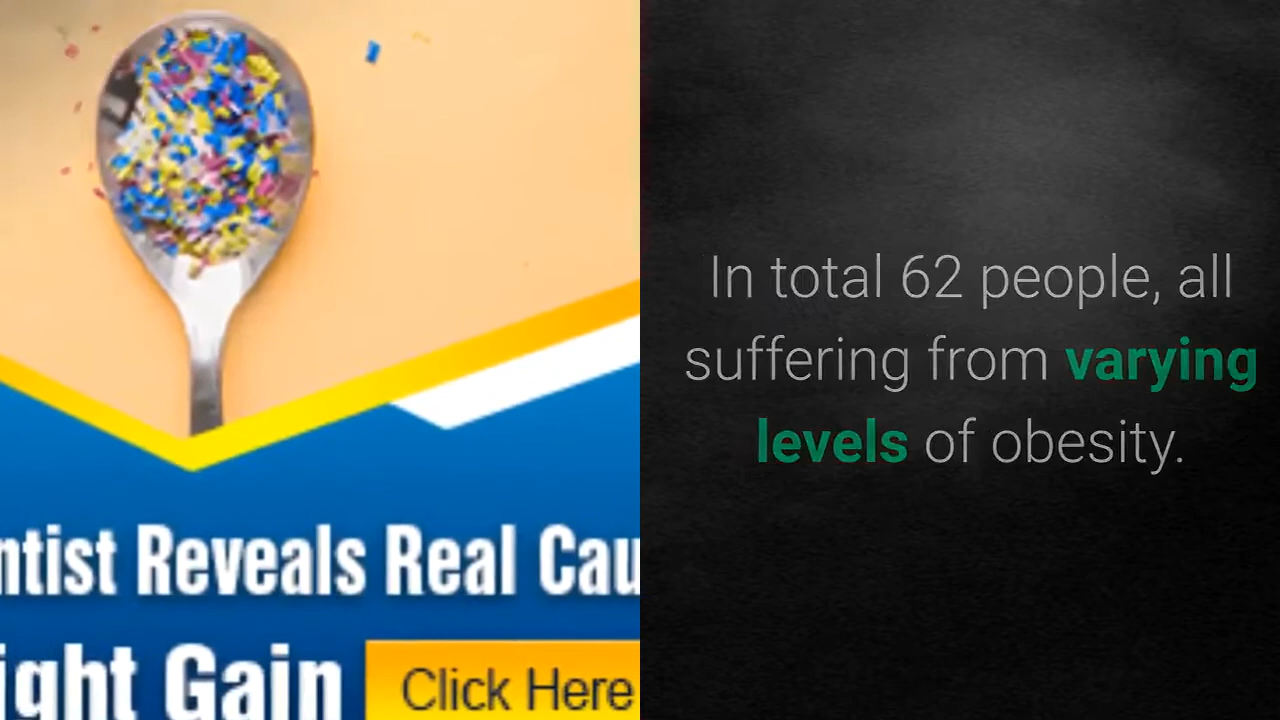 ntist Reveals Real Cau
ight Gain
Click Here
In total 62 people, all
suffering from varying
levels of obesity.